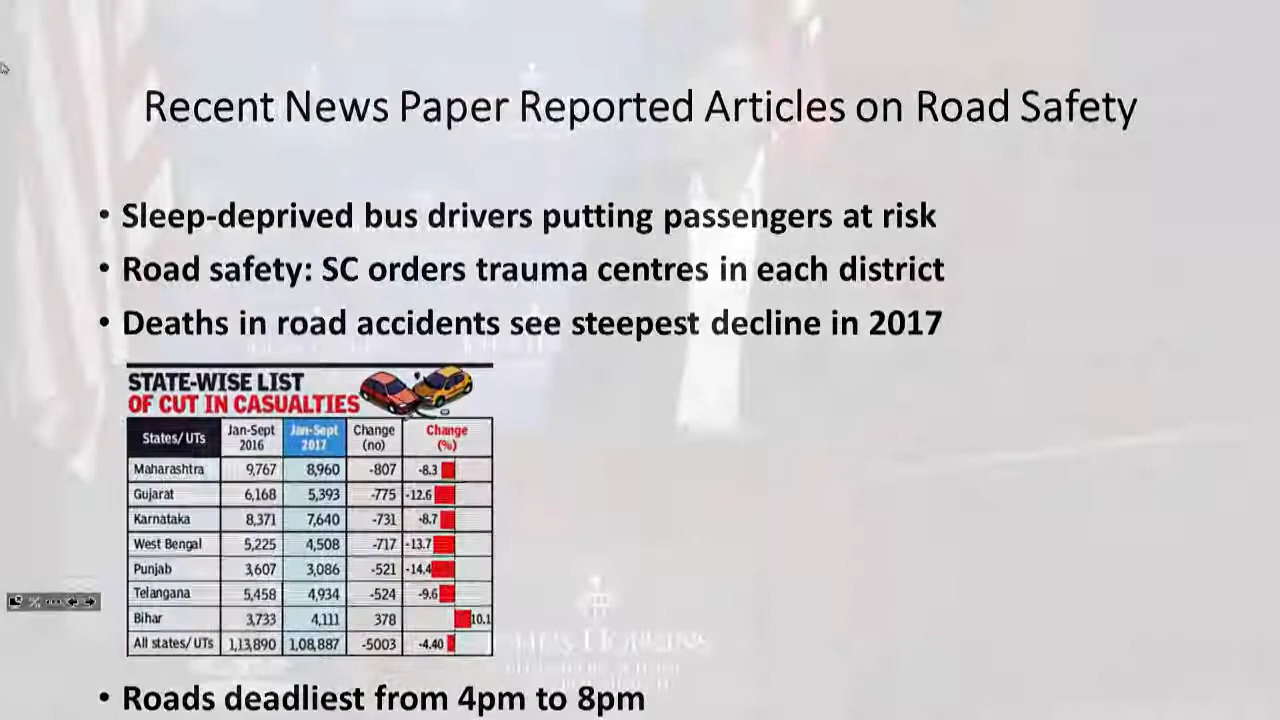 Recent News Paper Reported Articles on Road Safety
• Sleep-deprived bus drivers putting passengers at risk
• Road safety: SC orders trauma centres in each district
• Deaths in road accidents see steepest decline in 2017
STATE-WISE LIST
OF CUT IN CASUALTIES
States/UTs Jan-Sept 2016 Jan-Sept 2017 Change (no) Change (%)
Maharashtra 9,767 8,960 -807 -8.3
Gujarat 6,168 5,393 -775 -12.6
Karnataka 8,371 7,640 -731 -8.7
West Bengal 5,225 4,508 -717 -13.7
Punjab 3,607 3,086 -521 -14.4
Telangana 5,458 4,934 -524 -9.6
Bihar 3,733 4,111 378 10.1
All states/UTs 1,13,890 1,08,887 -5003 -4.40
• Roads deadliest from 4pm to 8pm